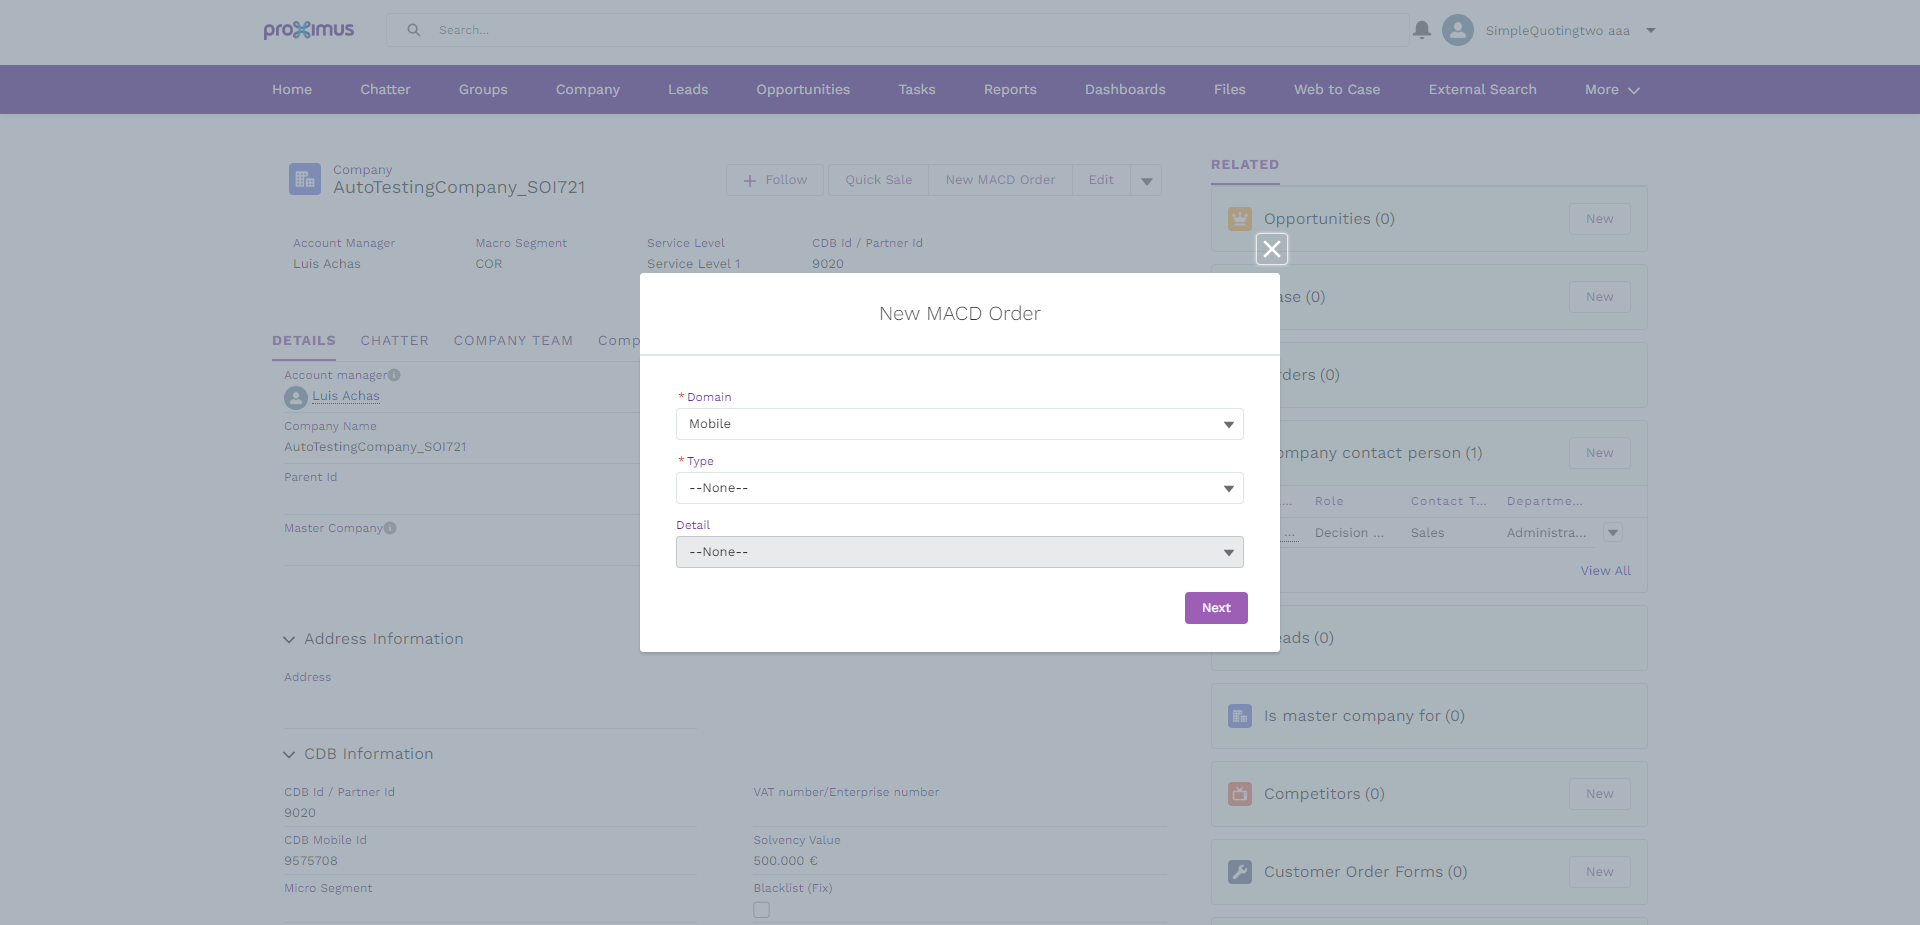 proximus
Search...
SimpleQuotingtwo aaa
Home Chatter Groups Company Leads Opportunities Tasks Reports Dashboards Files Web to Case External Search More
Company
AutoTestingCompany_SOI721
Follow Quick Sale New MACD Order Edit
Account Manager Macro Segment Service Level CDB Id / Partner Id
Luis Achas COR Service Level 1 9020
DETAILS CHATTER COMPANY TEAM Comp
Account manager
Luis Achas
Company Name
AutoTestingCompany_SOI721
Parent Id
Master Company
Address Information
Address
CDB Information
CDB Id / Partner Id VAT number/Enterprise number
9020
CDB Mobile Id Solvency Value
9575708 500.000 €
Micro Segment Blacklist (Fix)
New MACD Order
*Domain
Mobile
*Type
--None--
Detail
--None--
Next
RELATED
Opportunities (0) New
ase (0) New
rders (0)
ompany contact person (1) New
... Role Contact T... Departme...
... Decision ... Sales Administra...
View All
eads (0)
Is master company for (0)
Competitors (0) New
Customer Order Forms (0) New